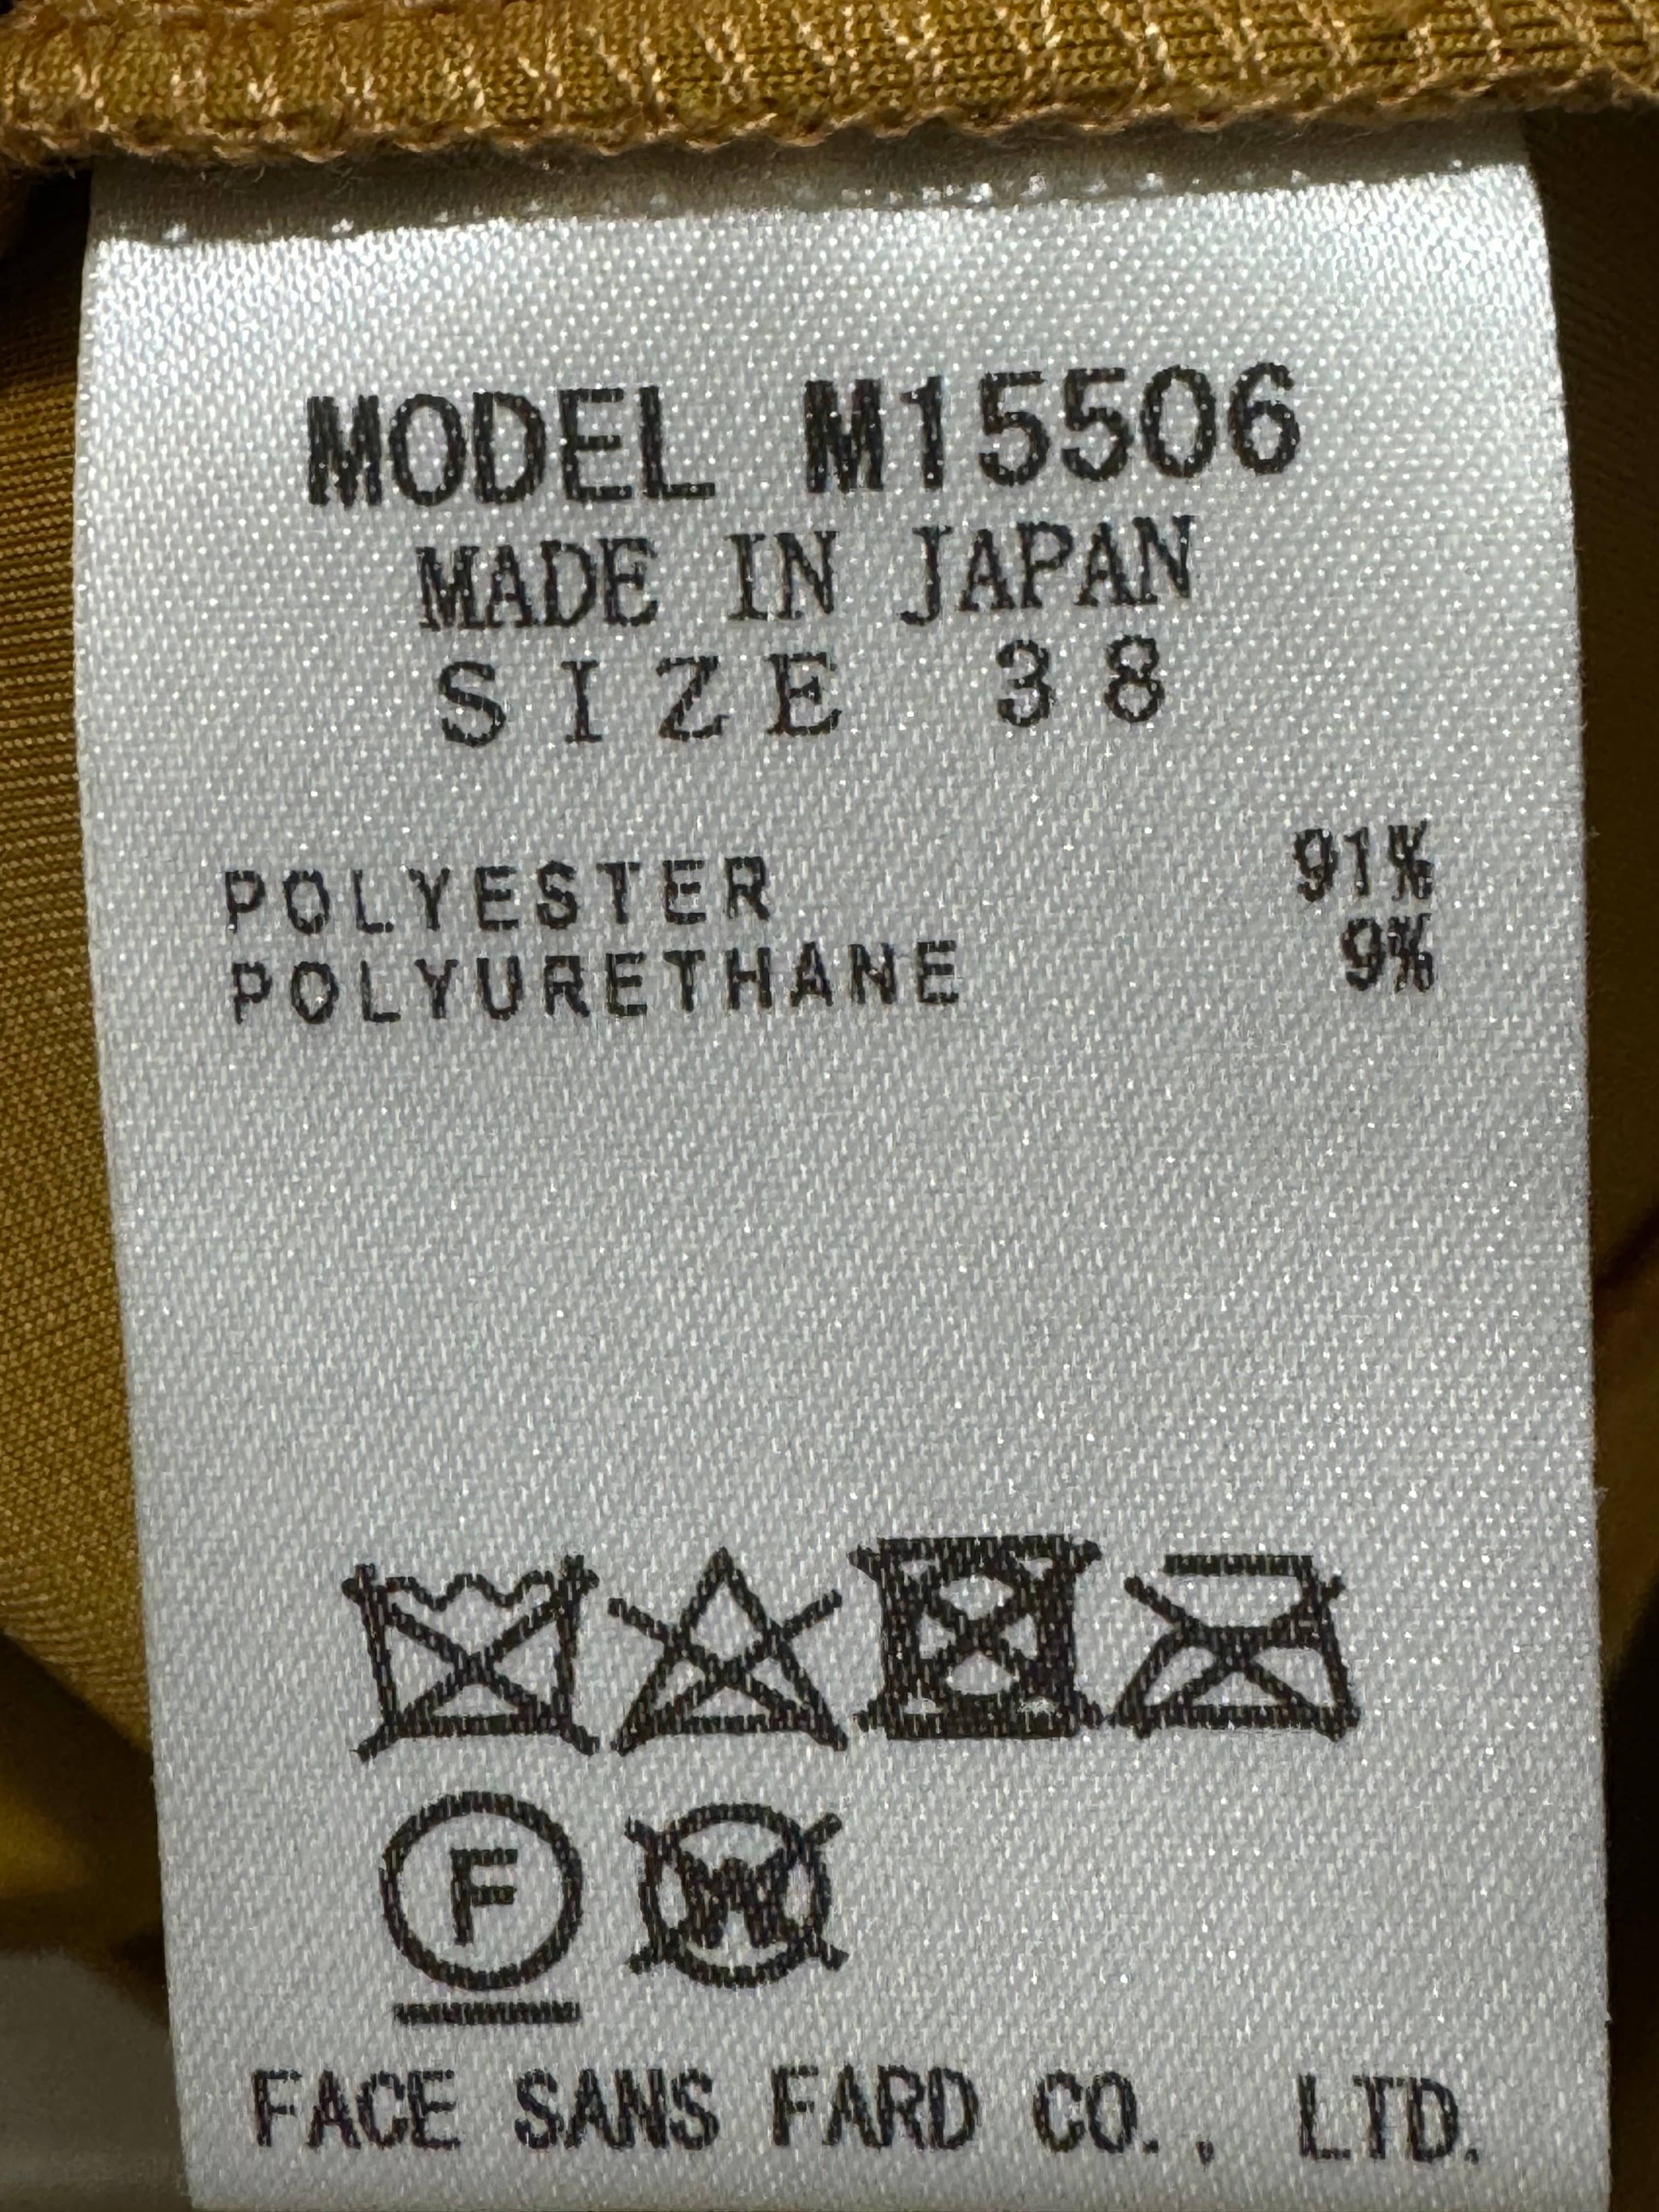 MODEL M15506
MADE IN JAPAN
SIZE 38
POLYESTER 91%
POLYURETHANE 9%
F W
FACE SANS FARD CO., LTD.